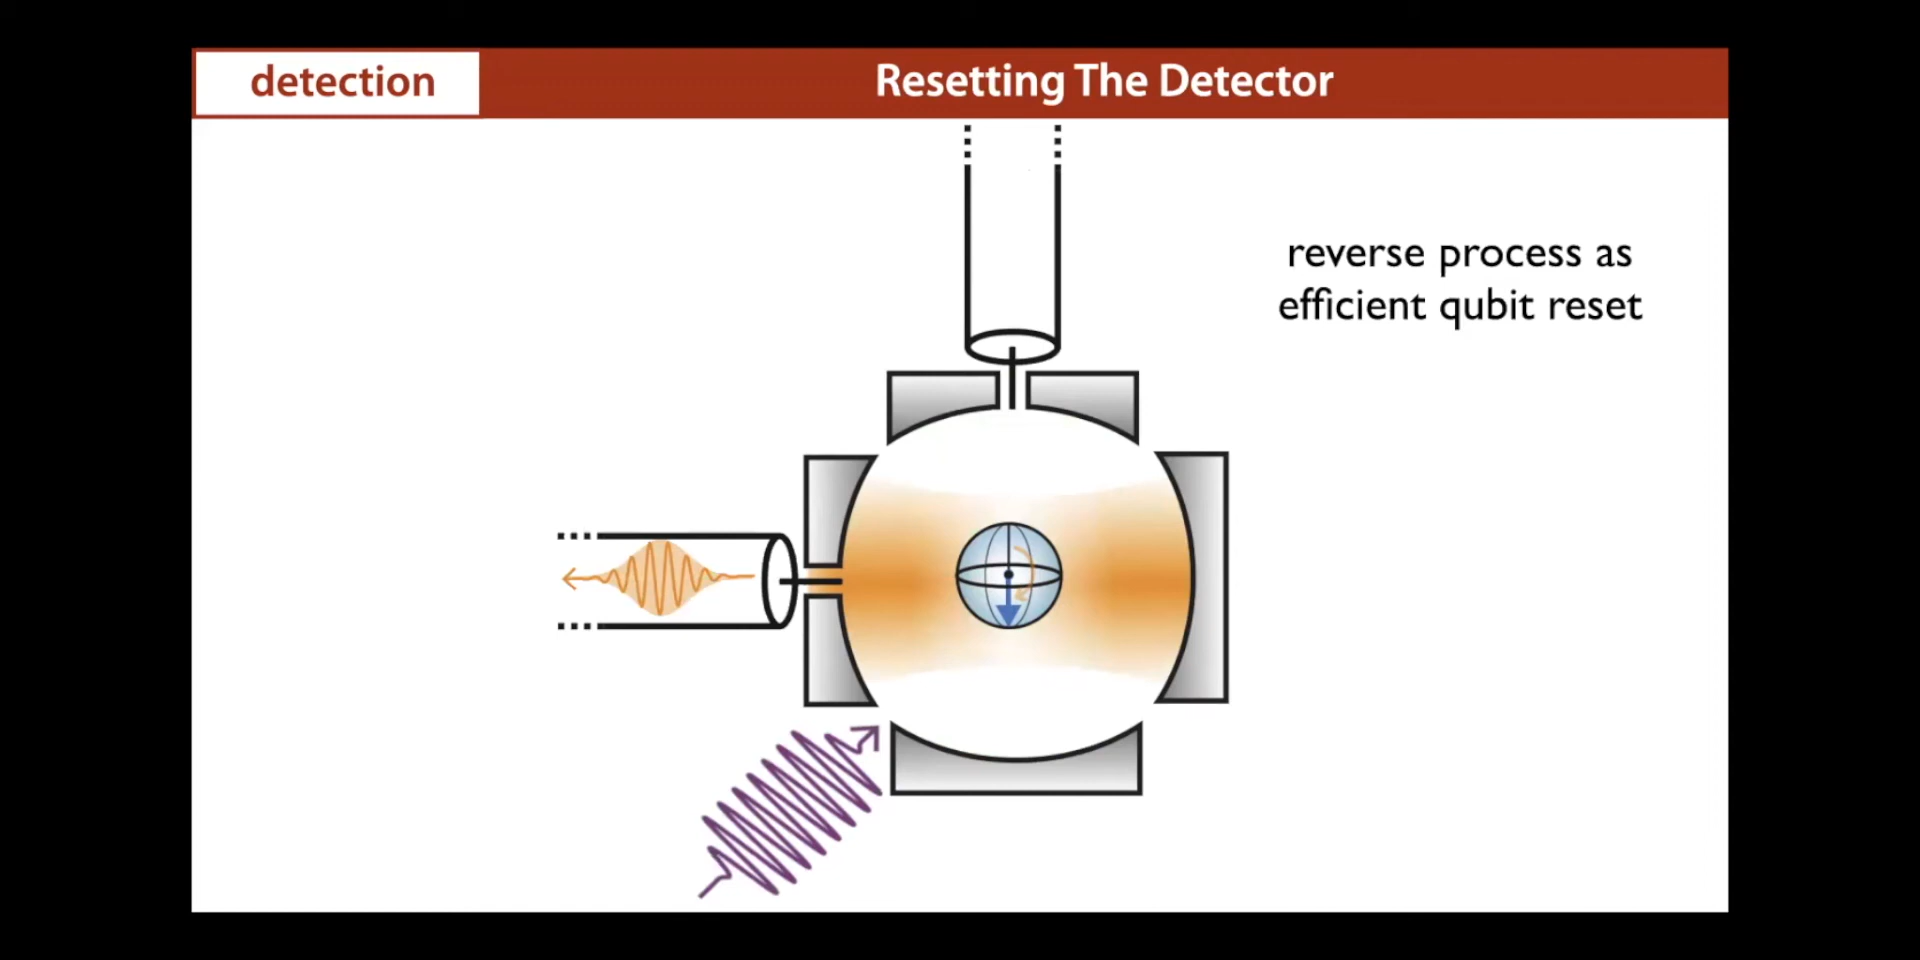 detection
Resetting The Detector
reverse process as
efficient qubit reset